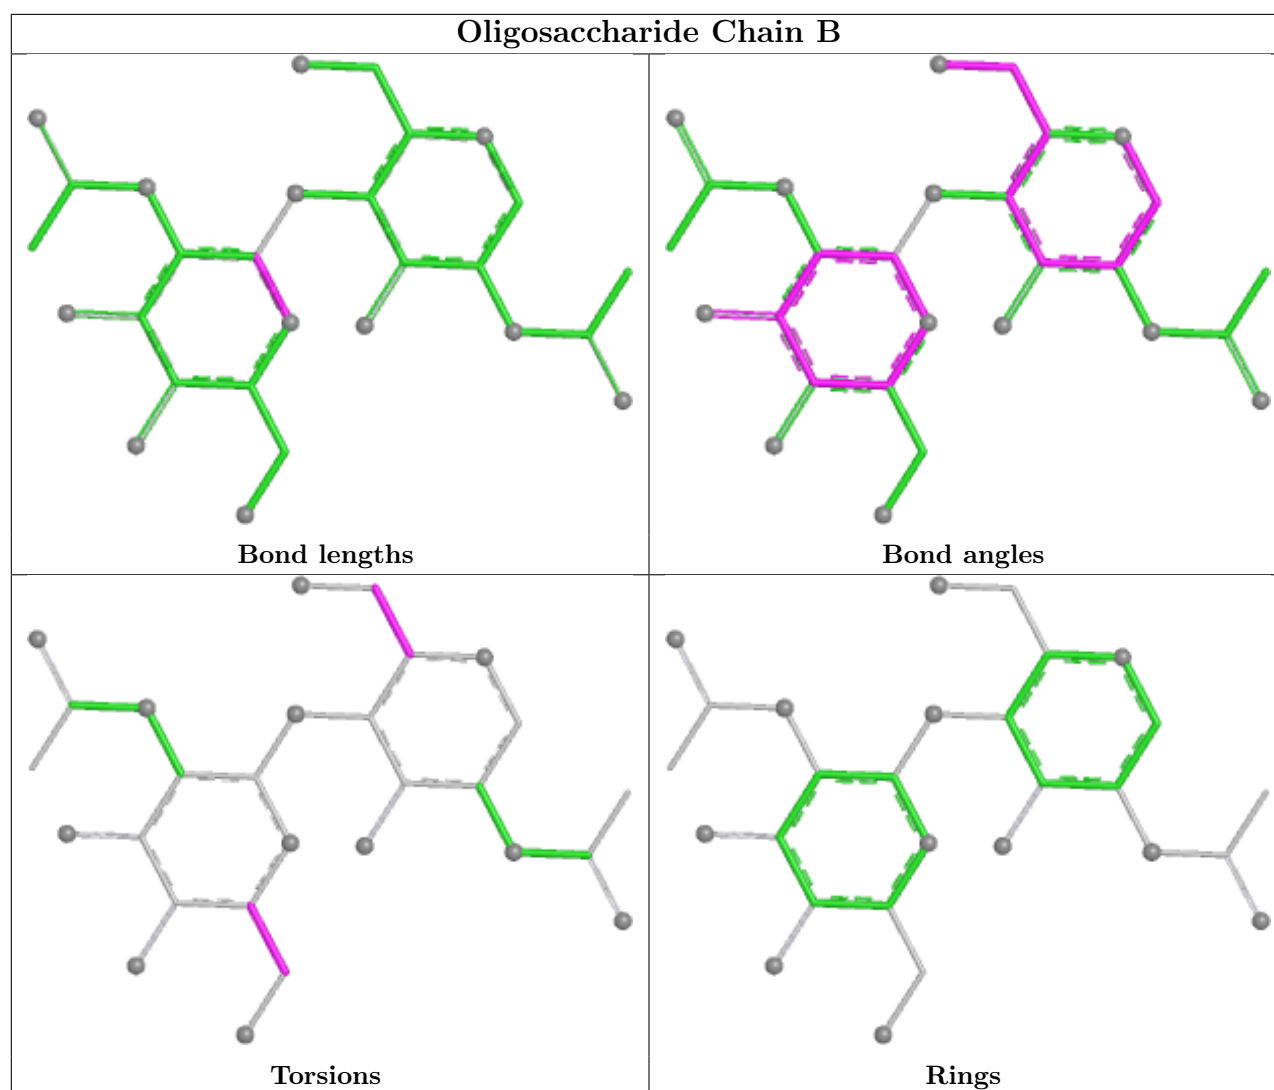 Oligosaccharide Chain B
Bond lengths
Bond angles
Torsions
Rings